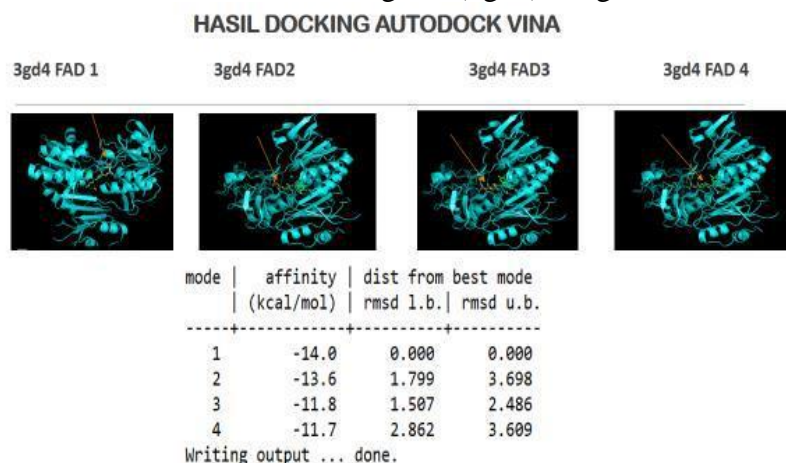 HASIL DOCKING AUTODOCK VINA
3gd4 FAD 1 3gd4 FAD2 3gd4 FAD3 3gd4 FAD 4
mode | affinity | dist from best mode
| (kcal/mol) | rmsd l.b.| rmsd u.b.
-----+------------+----------+----------
1 -14.0 0.000 0.000
2 -13.6 1.799 3.698
3 -11.8 1.507 2.486
4 -11.7 2.862 3.609
Writing output ... done.